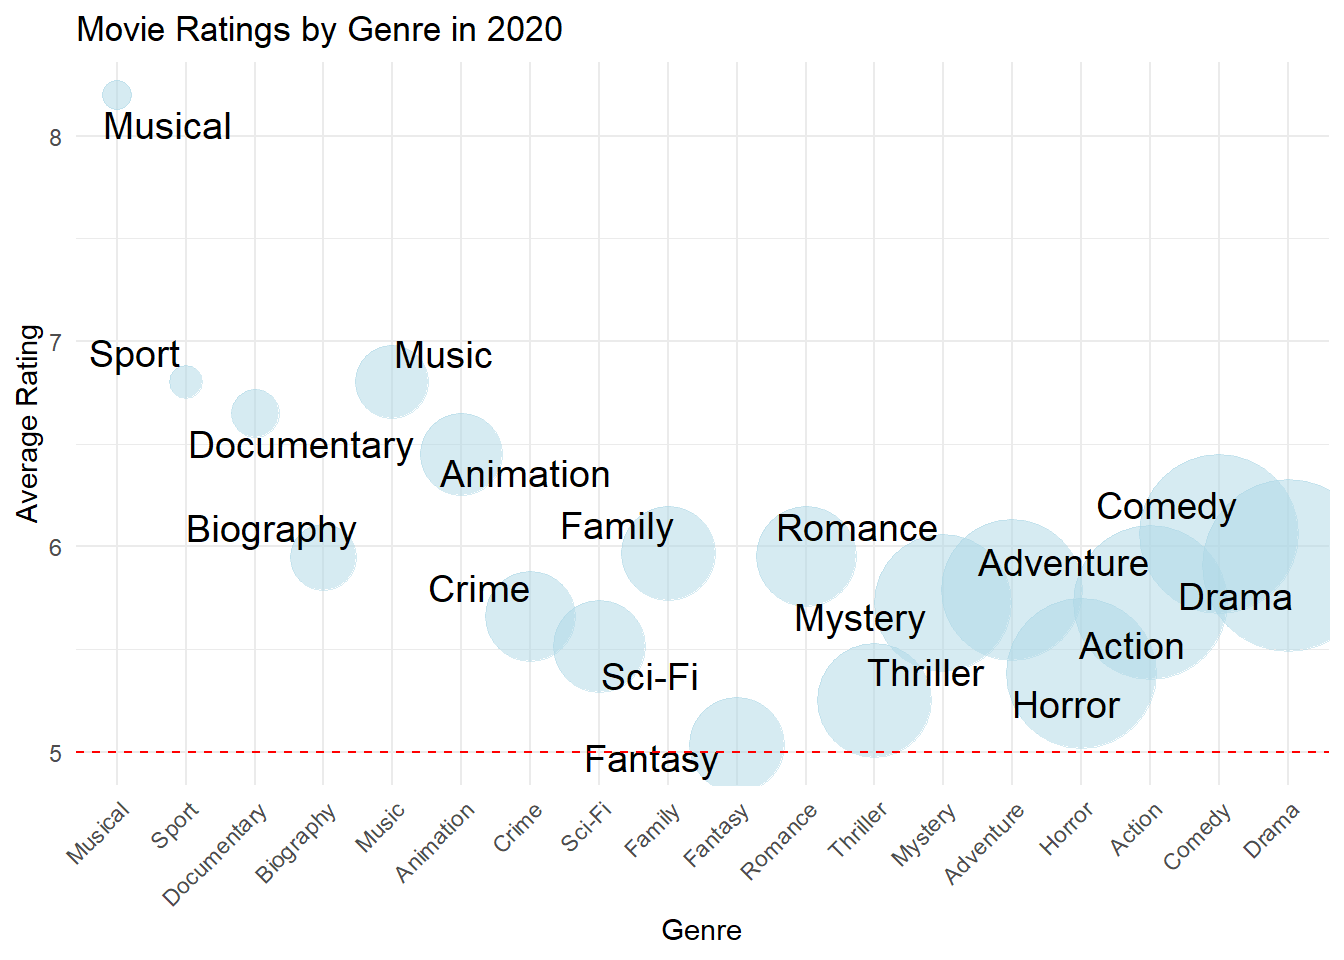 Movie Ratings by Genre in 2020
Average Rating
8
7
6
5
Musical
Sport
Music
Documentary
Animation
Biography
Family
Romance
Comedy
Crime
Adventure
Mystery
Drama
Sci-Fi
Thriller
Action
Horror
Fantasy
Musical
Sport
Documentary
Biography
Music
Animation
Crime
Sci-Fi
Family
Fantasy
Romance
Thriller
Mystery
Adventure
Horror
Action
Comedy
Drama
Genre